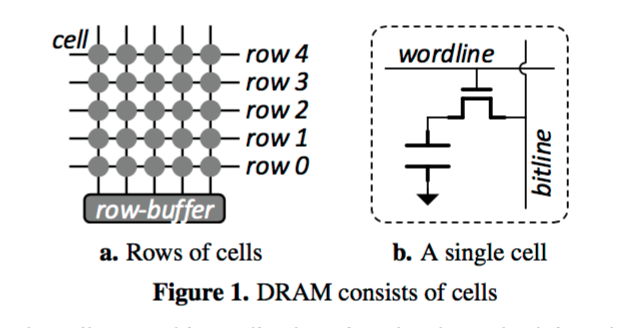 cell
row 4
row 3
row 2
row 1
row 0
row-buffer
a. Rows of cells
wordline
bitline
b. A single cell
Figure 1. DRAM consists of cells